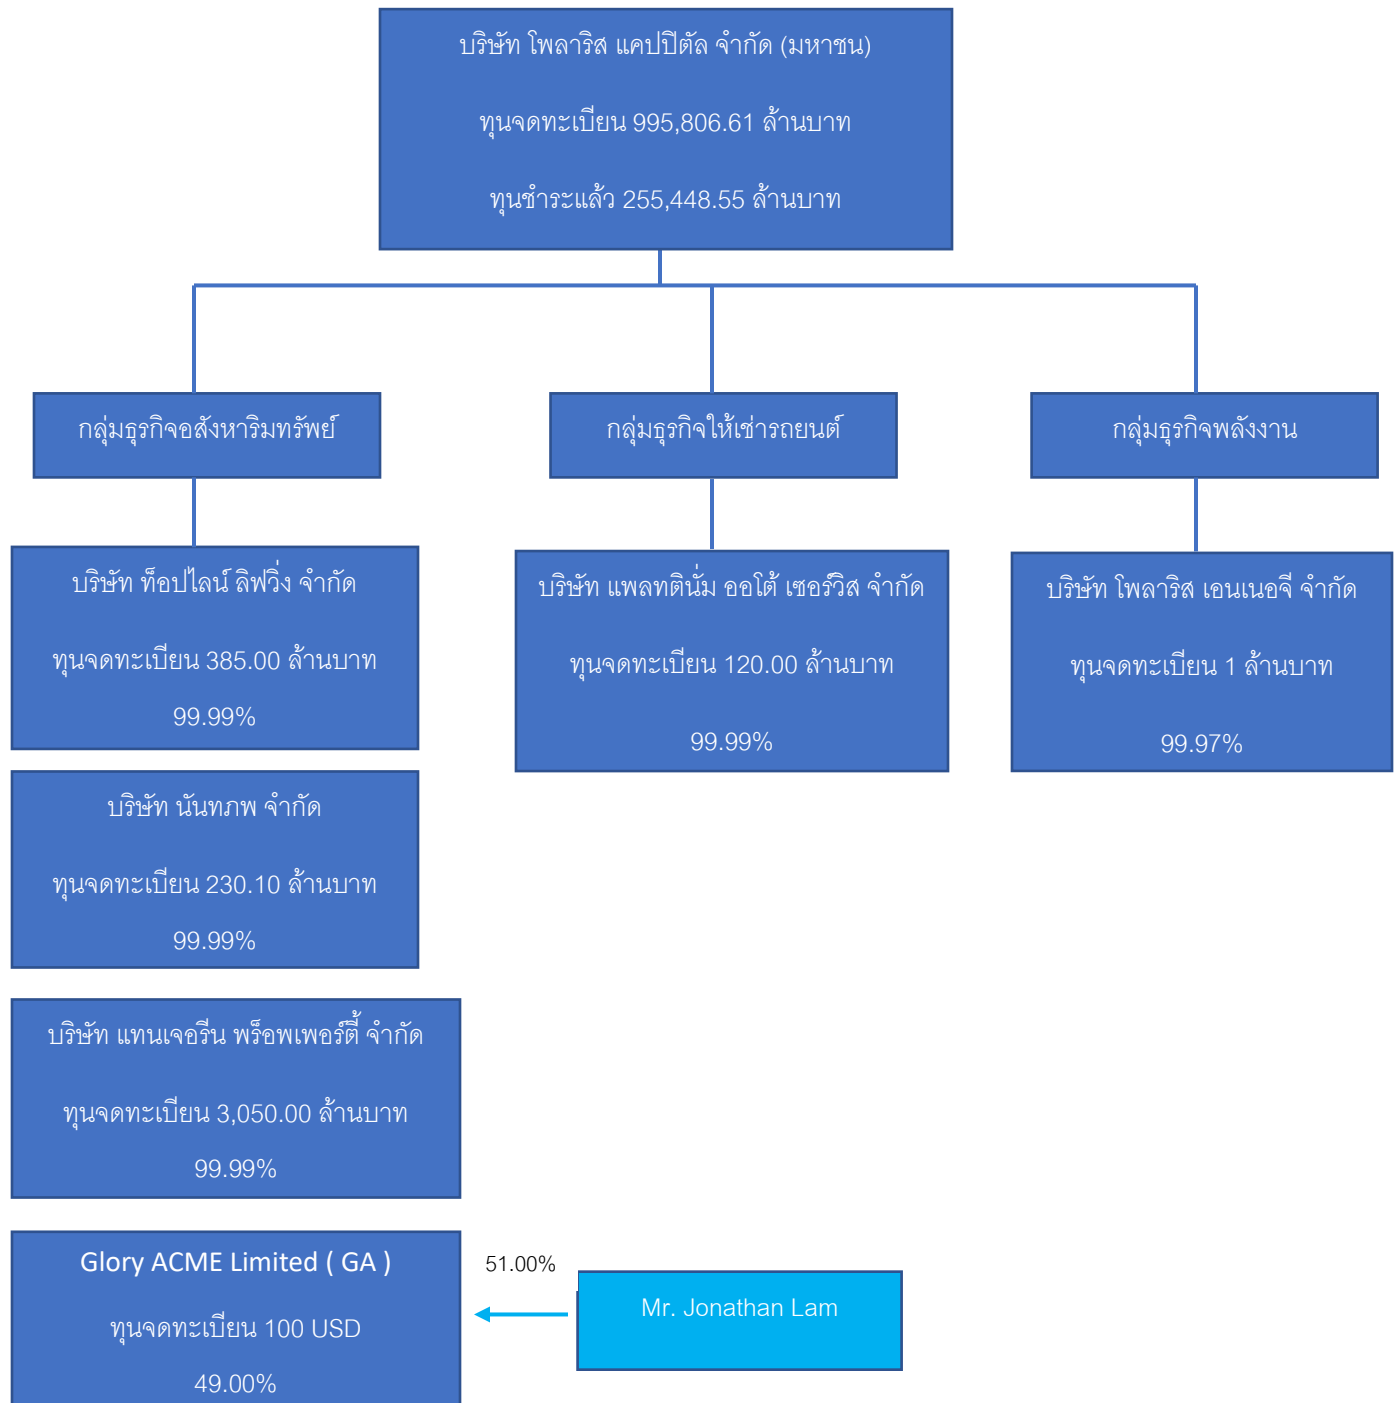 บริษัท โพลาริส แคปปิตัล จำกัด (มหาชน)
ทุนจดทะเบียน 995,806.61 ล้านบาท
ทุนชำระแล้ว 255,448.55 ล้านบาท
กลุ่มธุรกิจอสังหาริมทรัพย์
กลุ่มธุรกิจให้เช่ารถยนต์
กลุ่มธุรกิจพลังงาน
บริษัท ท็อปไลน์ ลิฟวิ่ง จำกัด
ทุนจดทะเบียน 385.00 ล้านบาท
99.99%
บริษัท แพลทตินั่ม ออโต้ เซอร์วิส จำกัด
ทุนจดทะเบียน 120.00 ล้านบาท
99.99%
บริษัท โพลาริส เอนเนอจี จำกัด
ทุนจดทะเบียน 1 ล้านบาท
99.97%
บริษัท นันทภพ จำกัด
ทุนจดทะเบียน 230.10 ล้านบาท
99.99%
บริษัท แทนเจอรีน พร็อพเพอร์ตี้ จำกัด
ทุนจดทะเบียน 3,050.00 ล้านบาท
99.99%
Glory ACME Limited ( GA )
ทุนจดทะเบียน 100 USD
49.00%
51.00%
Mr. Jonathan Lam